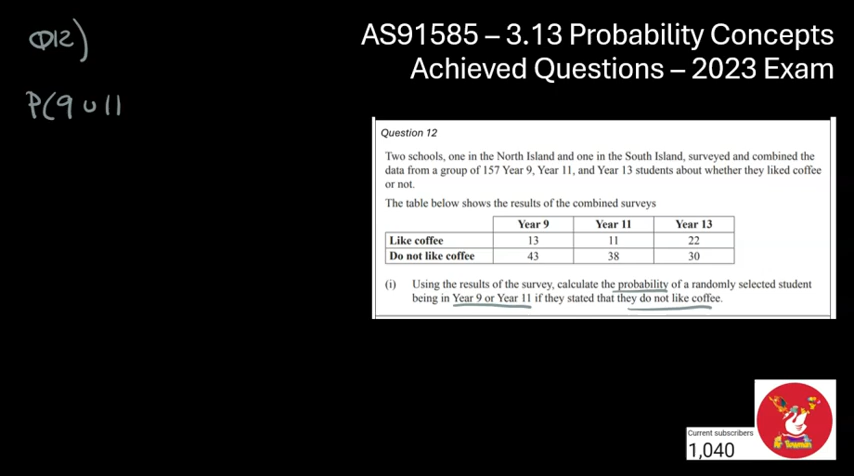 Q12)
P(9 ∪ 11
AS91585 – 3.13 Probability Concepts
Achieved Questions – 2023 Exam
Question 12
Two schools, one in the North Island and one in the South Island, surveyed and combined the
data from a group of 157 Year 9, Year 11, and Year 13 students about whether they liked coffee
or not.
The table below shows the results of the combined surveys
Year 9 Year 11 Year 13
Like coffee 13 11 22
Do not like coffee 43 38 30
(i) Using the results of the survey, calculate the probability of a randomly selected student
being in Year 9 or Year 11 if they stated that they do not like coffee.
Current subscribers
1,040